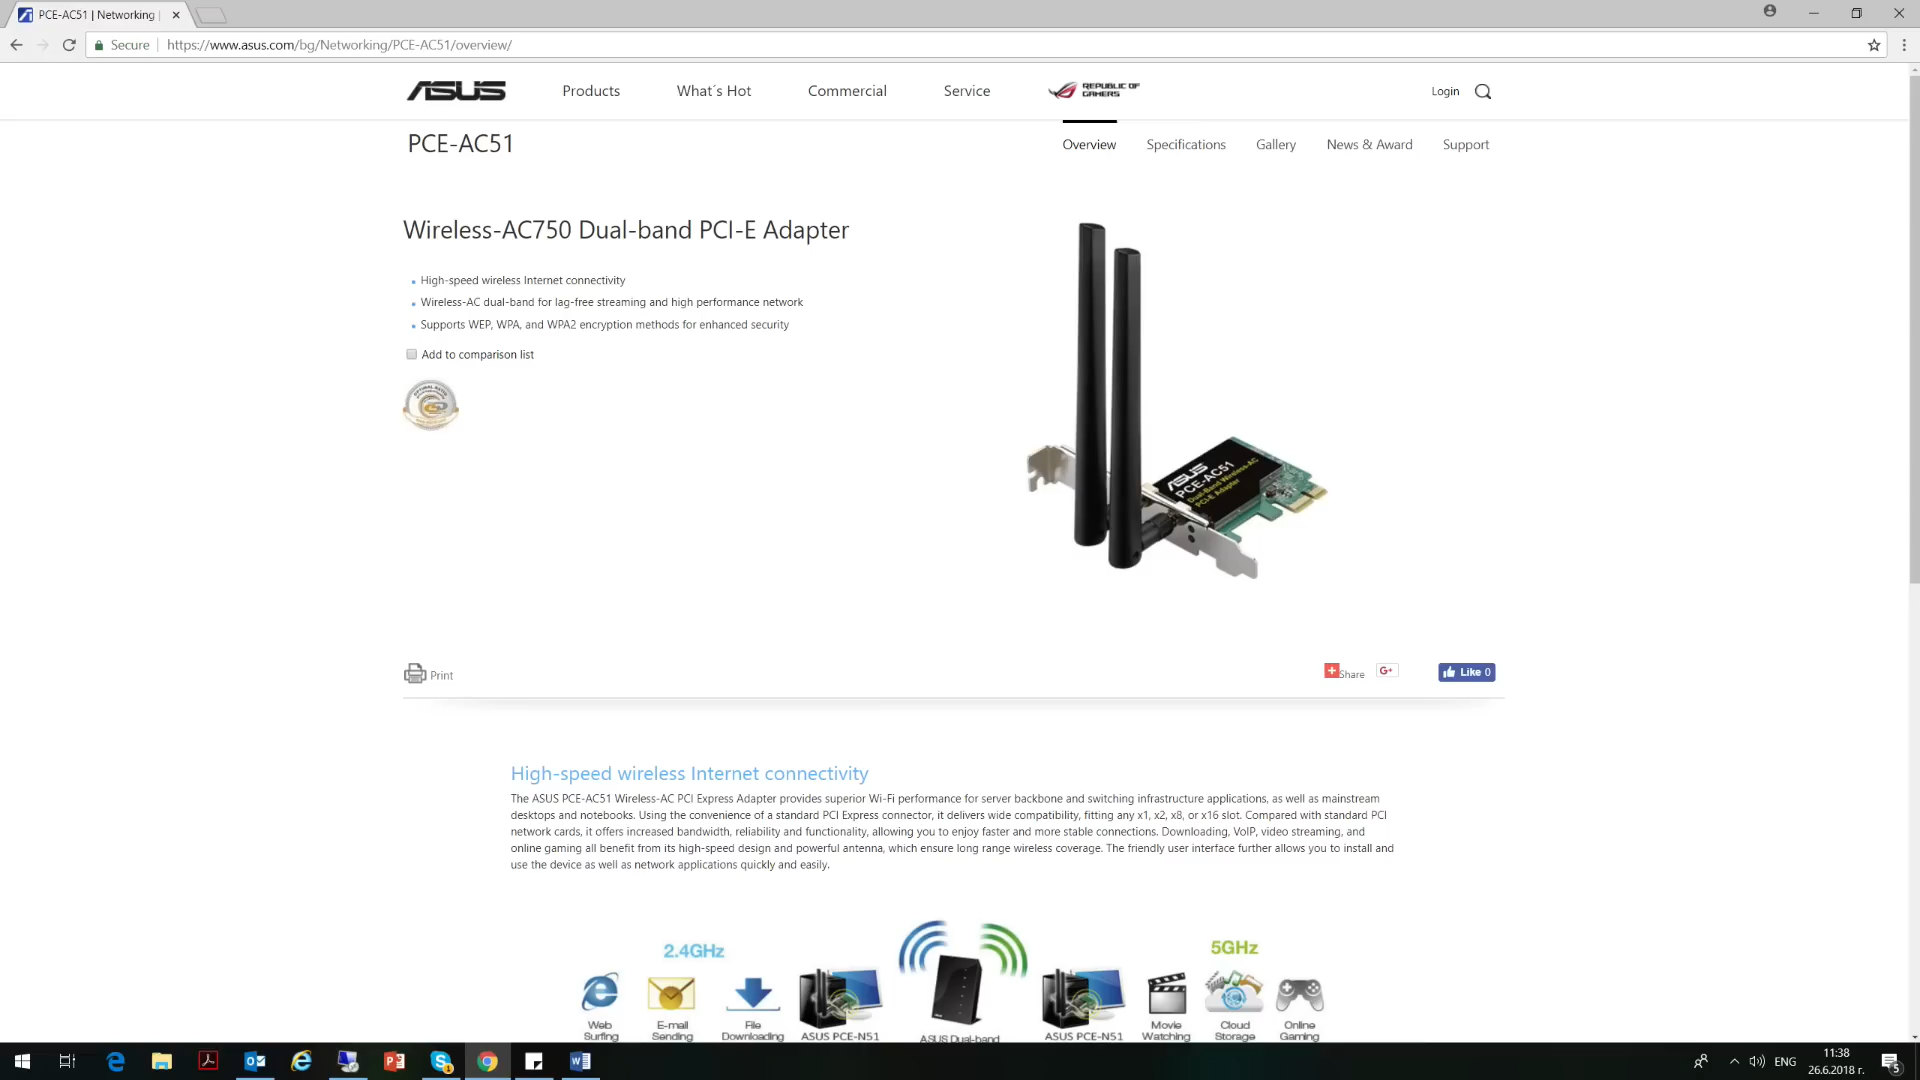 PCE-AC51 | Networking |
Secure
https://www.asus.com/bg/Networking/PCE-AC51/overview/
ASUS
Products
What´s Hot
Commercial
Service
REPUBLIC OF
GAMERS
Login
PCE-AC51
Overview
Specifications
Gallery
News & Award
Support
Wireless-AC750 Dual-band PCI-E Adapter
High-speed wireless Internet connectivity
Wireless-AC dual-band for lag-free streaming and high performance network
Supports WEP, WPA, and WPA2 encryption methods for enhanced security
Add to comparison list
ASUS
PCE-AC51
Dual-Band Wireless-AC
PCI-E Adapter
Print
Share
G+
Like 0
High-speed wireless Internet connectivity
The ASUS PCE-AC51 Wireless-AC PCI Express Adapter provides superior Wi-Fi performance for server backbone and switching infrastructure applications, as well as mainstream
desktops and notebooks. Using the convenience of a standard PCI Express connector, it delivers wide compatibility, fitting any x1, x2, x8, or x16 slot. Compared with standard PCI
network cards, it offers increased bandwidth, reliability and functionality, allowing you to enjoy faster and more stable connections. Downloading, VoIP, video streaming, and
online gaming all benefit from its high-speed design and powerful antenna, which ensure long range wireless coverage. The friendly user interface further allows you to install and
use the device as well as network applications quickly and easily.
2.4GHz
5GHz
Web
Surfing
E-mail
Sending
File
Downloading
ASUS PCE-N51
ASUS Dual-band
ASUS PCE-N51
Movie
Watching
Cloud
Storage
Online
Gaming
ENG
11:38
26.6.2018 г.
5